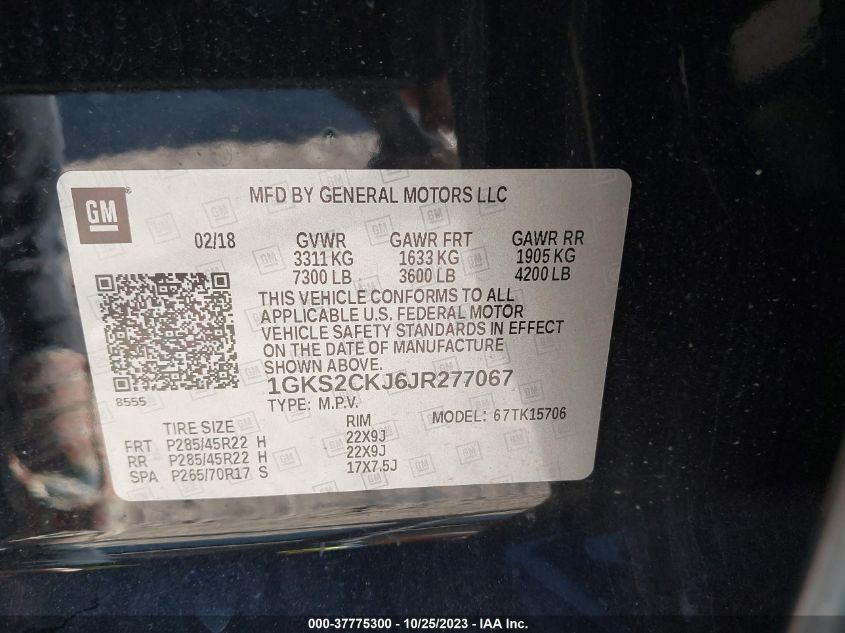 GM
MFD BY GENERAL MOTORS LLC
02/18 GVWR GAWR FRT GAWR RR
3311 KG 1633 KG 1905 KG
7300 LB 3600 LB 4200 LB
THIS VEHICLE CONFORMS TO ALL
APPLICABLE U.S. FEDERAL MOTOR
VEHICLE SAFETY STANDARDS IN EFFECT
ON THE DATE OF MANUFACTURE
SHOWN ABOVE.
8555
1GKS2CKJ6JR277067
TYPE: M.P.V. MODEL: 67TK15706
TIRE SIZE RIM
FRT P285/45R22 H 22X9J
RR P285/45R22 H 22X9J
SPA P265/70R17 S 17X7.5J
000-37775300 - 10/25/2023 - IAA Inc.